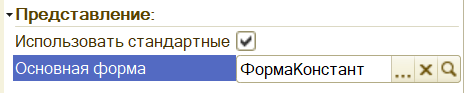 Представление:
Использовать стандартные
Основная форма ФормаКонстант ...